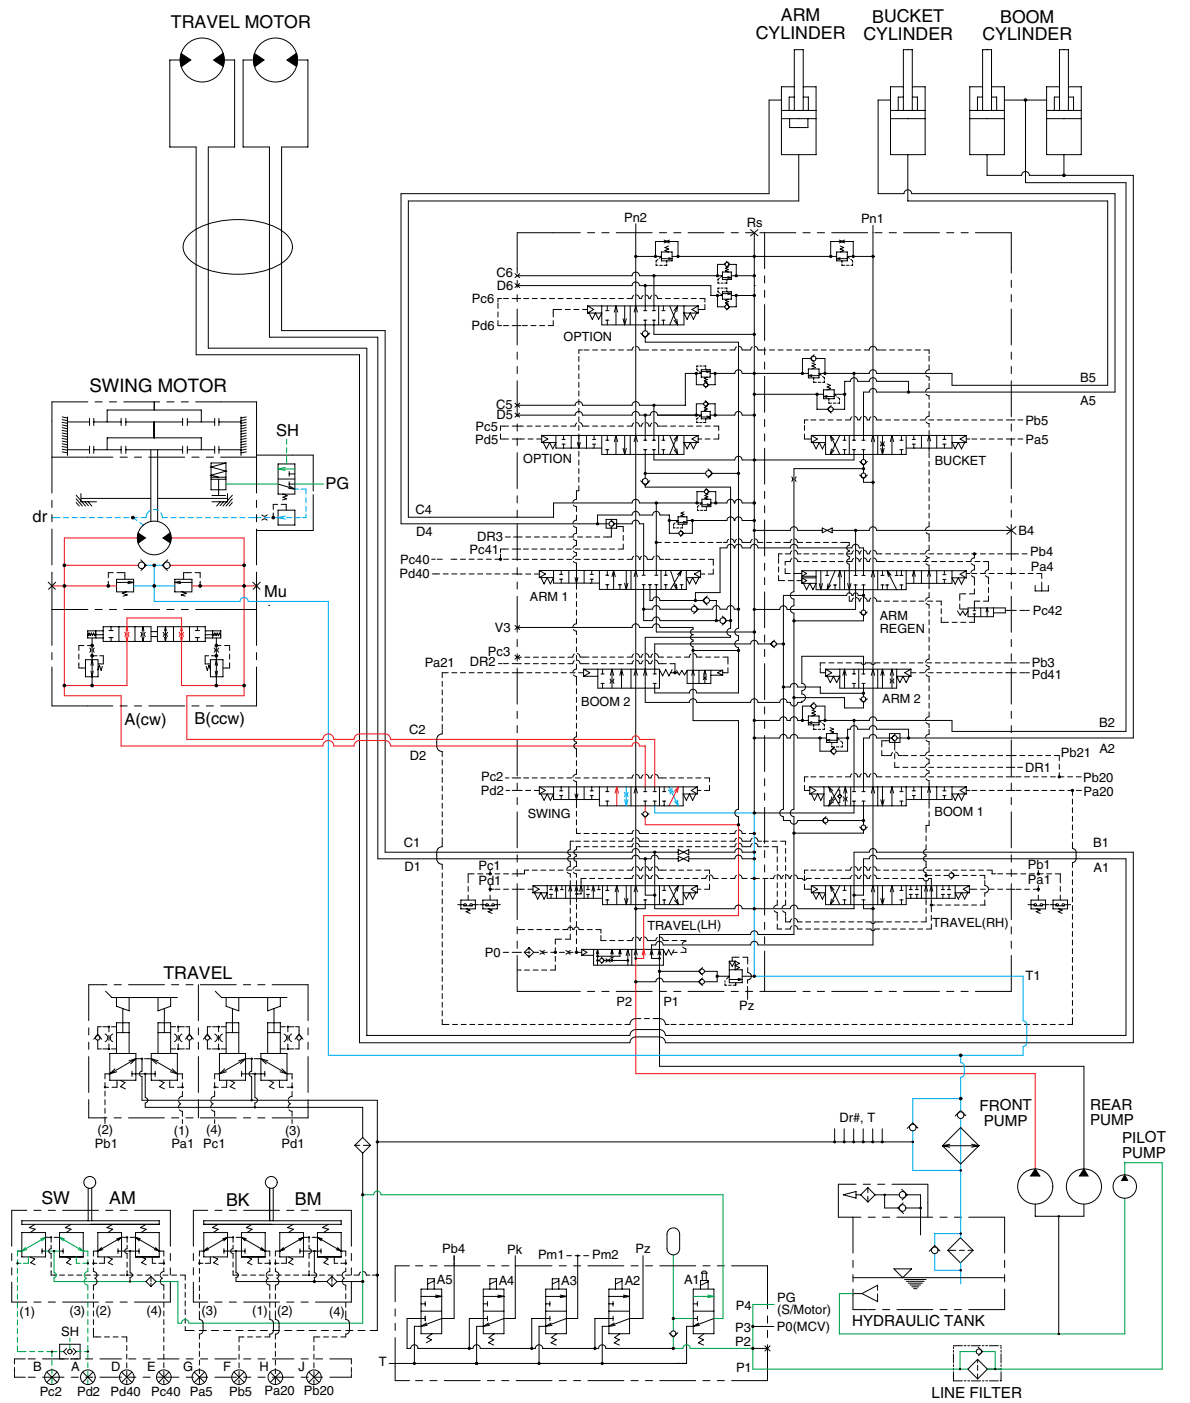 TRAVEL MOTOR
ARM
CYLINDER
BUCKET
CYLINDER
BOOM
CYLINDER
Pn2
Rs
Pn1
C6
D6
Pc6
Pd6
OPTION
SWING MOTOR
B5
A5
C5
D5
Pc5
Pd5
OPTION
Pb5
Pa5
BUCKET
SH
PG
dr
C4
D4
DR3
Pc41
Pc40
Pd40
ARM 1
B4
Pb4
Pa4
Pc42
ARM
REGEN
Mu
V3
Pc3
DR2
Pa21
BOOM 2
Pb3
Pd41
ARM 2
A(cw)
B(ccw)
C2
D2
B2
A2
Pb21
DR1
Pc2
Pd2
SWING
Pb20
Pa20
BOOM 1
C1
D1
B1
A1
Pc1
Pd1
Pb1
Pa1
TRAVEL(LH)
TRAVEL(RH)
P0
P2
P1
Pz
T1
TRAVEL
(2)
Pb1
(1)
Pa1
(4)
Pc1
(3)
Pd1
Dr#, T
FRONT
PUMP
REAR
PUMP
PILOT
PUMP
SW
AM
BK
BM
(1)
(3)
(2)
(4)
(3)
(1)
(2)
(4)
SH
B
A
D
E
G
F
H
J
Pc2
Pd2
Pd40
Pc40
Pa5
Pb5
Pa20
Pb20
Pb4
Pk
Pm1
Pm2
Pz
A5
A4
A3
A2
A1
T
P4
P3
P2
P1
PG
(S/Motor)
P0(MCV)
HYDRAULIC TANK
LINE FILTER